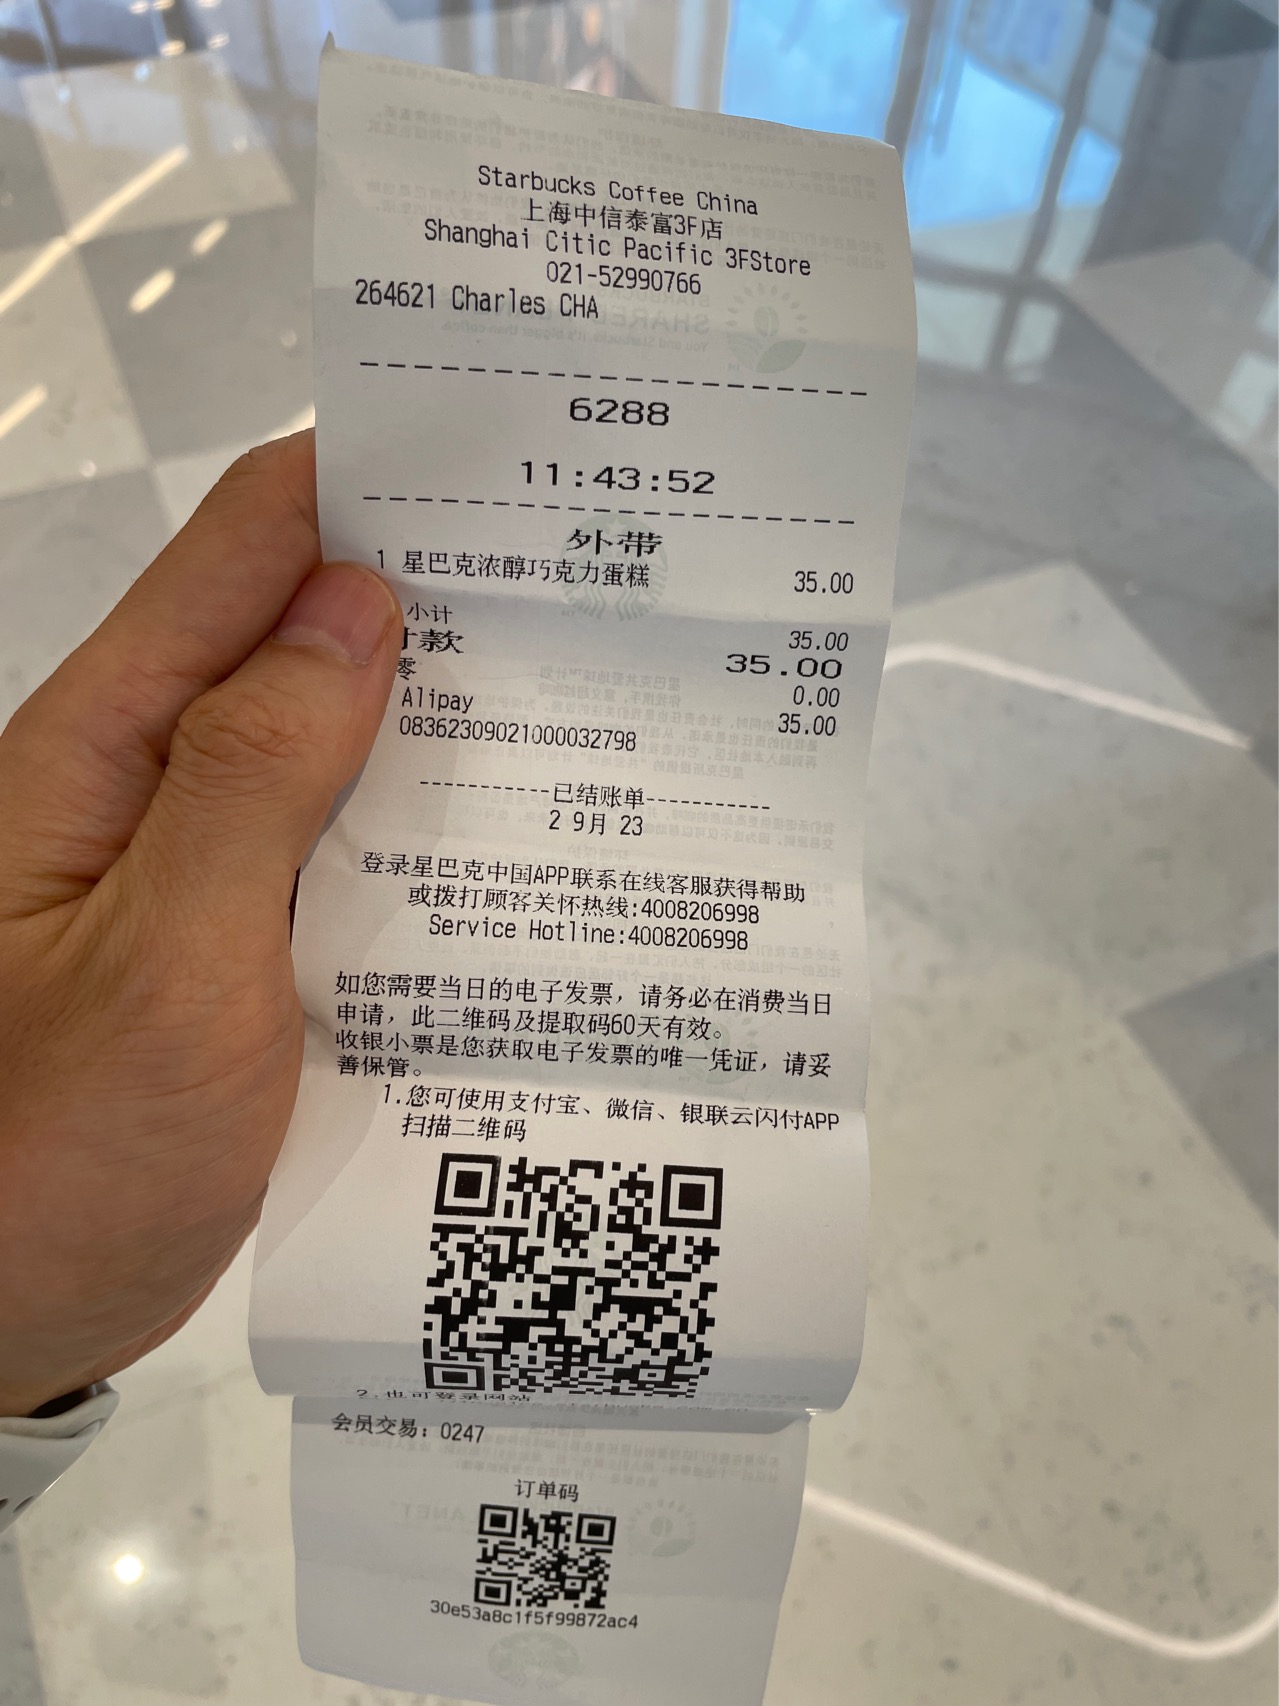 Starbucks Coffee China
上海中信泰富3F店
Shanghai Citic Pacific 3FStore
021-52990766
264621 Charles CHA
6288
11:43:52
外带
1 星巴克浓醇巧克力蛋糕 35.00
小计 35.00
款 35.00
零 0.00
Alipay 35.00
08362309021000032798
-----------已结账单-----------
2 9月 23
登录星巴克中国APP联系在线客服获得帮助
或拨打顾客关怀热线:4008206998
Service Hotline:4008206998
如您需要当日的电子发票，请务必在消费当日
申请，此二维码及提取码60天有效。
收银小票是您获取电子发票的唯一凭证，请妥
善保管。
1.您可使用支付宝、微信、银联云闪付APP
扫描二维码
2.也可登录网站
会员交易: 0247
订单码
30e53a8c1f5f99872ac4